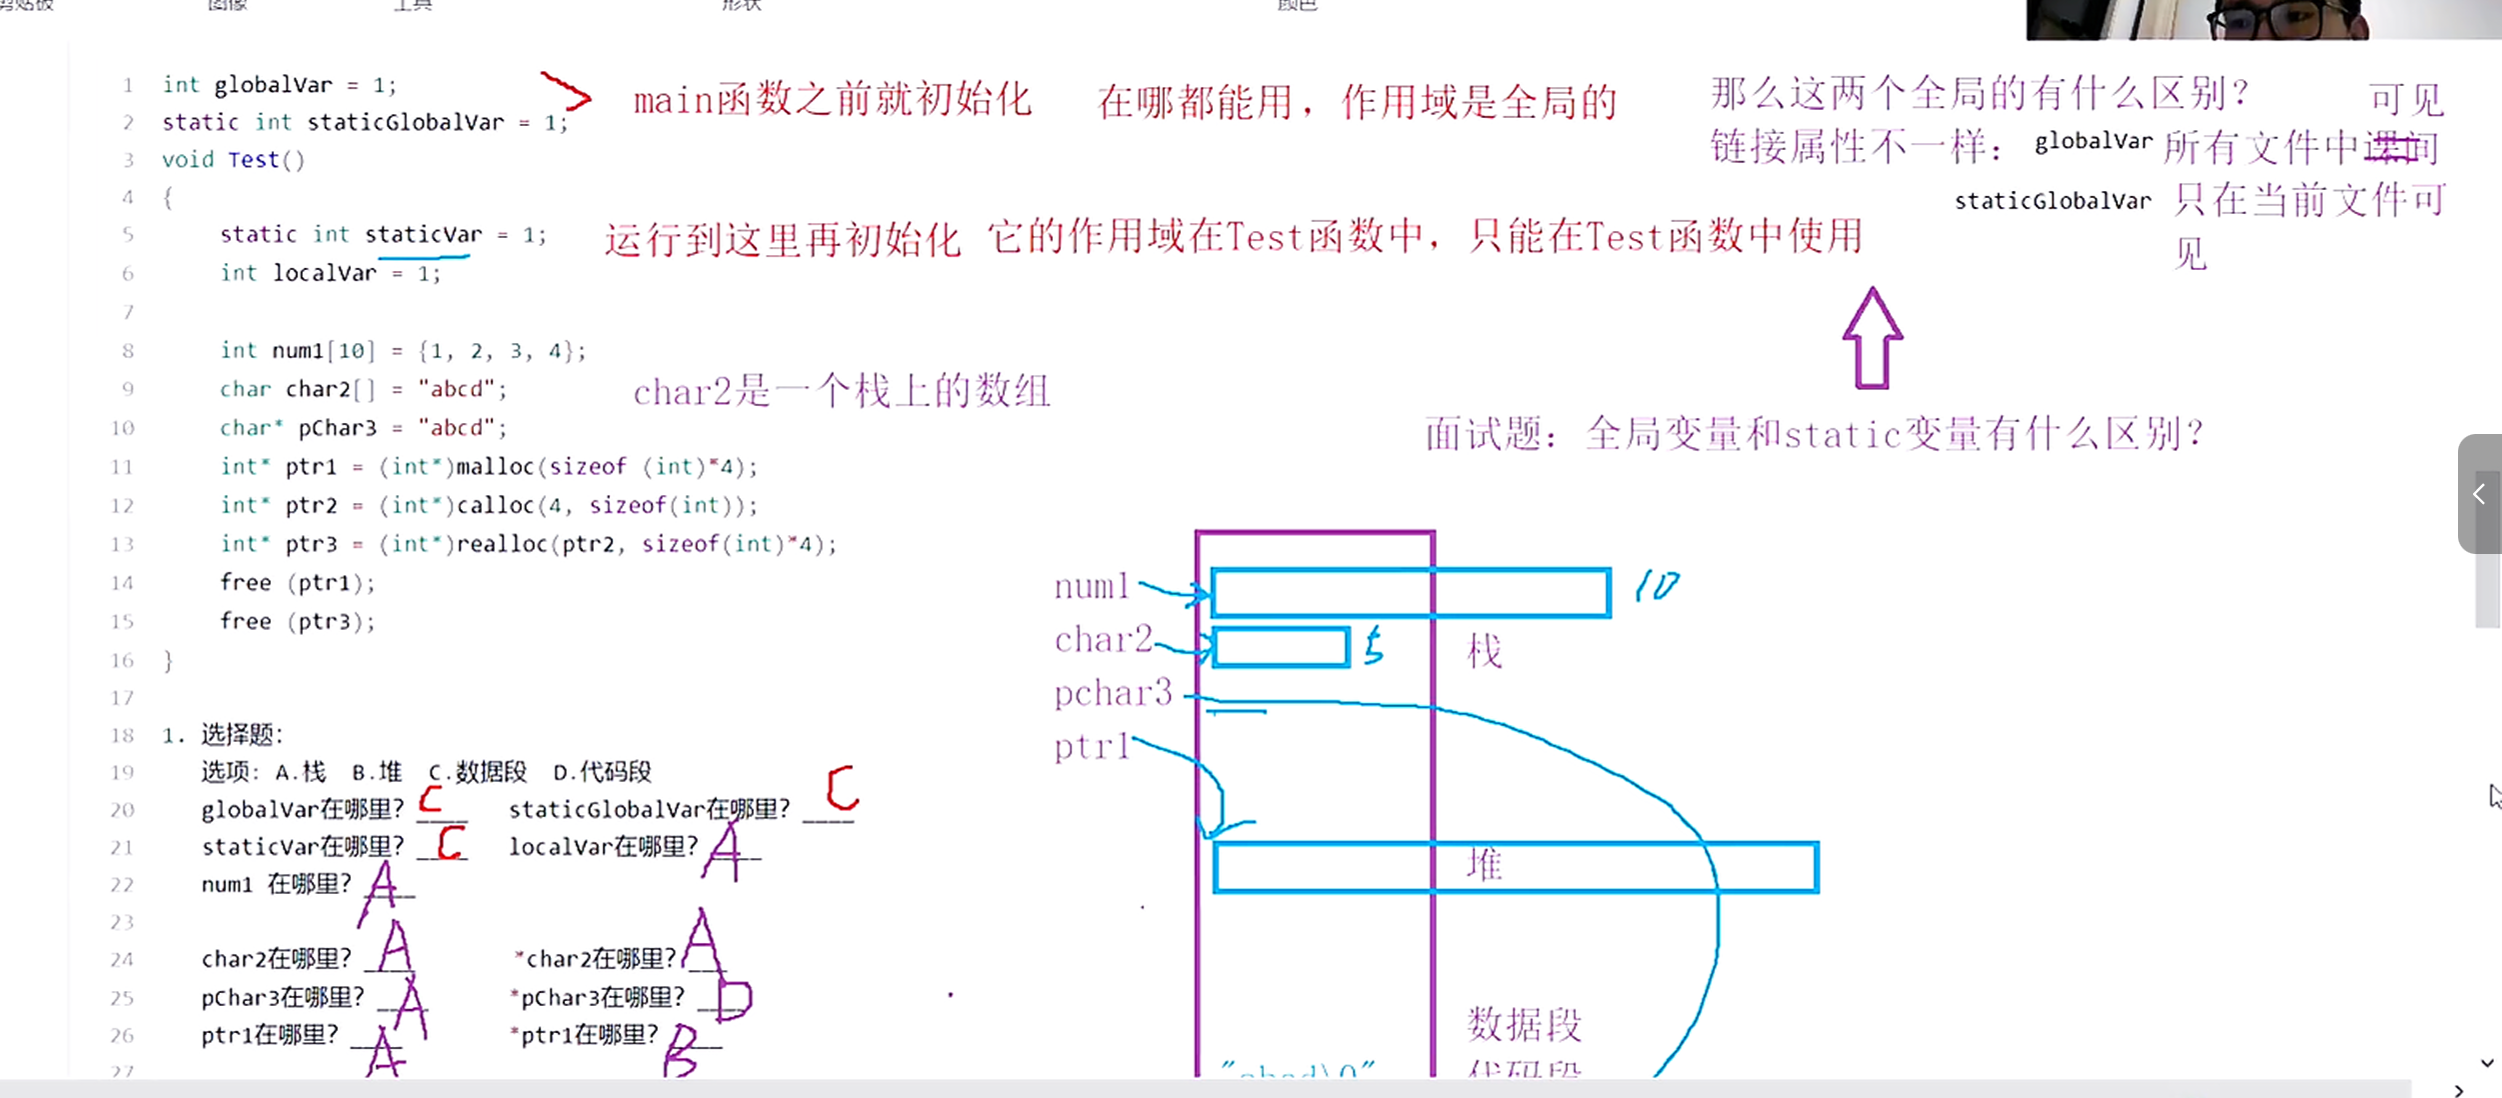 剪贴板 图像 工具 形状 颜色
1 int globalVar = 1;
2 static int staticGlobalVar = 1;
main函数之前就初始化 在哪都能用，作用域是全局的
那么这两个全局的有什么区别？ 可见
链接属性不一样： globalVar 所有文件中课间
staticGlobalVar 只在当前文件可
见
3 void Test()
4 {
5 static int staticVar = 1; 运行到这里再初始化 它的作用域在Test函数中，只能在Test函数中使用
6 int localVar = 1;
7
8 int num1[10] = {1, 2, 3, 4};
9 char char2[] = "abcd"; char2是一个栈上的数组
10 char* pChar3 = "abcd";
面试题：全局变量和static变量有什么区别？
11 int* ptr1 = (int*)malloc(sizeof (int)*4);
12 int* ptr2 = (int*)calloc(4, sizeof(int));
13 int* ptr3 = (int*)realloc(ptr2, sizeof(int)*4);
14 free (ptr1);
15 free (ptr3);
16 }
17
18 1. 选择题：
19 选项: A.栈 B.堆 C.数据段 D.代码段
20 globalVar在哪里? C staticGlobalVar在哪里? C
21 staticVar在哪里? C localVar在哪里? A
22 num1 在哪里? A
23
24 char2在哪里? A *char2在哪里? A
25 pChar3在哪里? A *pChar3在哪里? D
26 ptr1在哪里? A *ptr1在哪里? B
27
num1 10
char2 5 栈
pchar3
ptr1
堆
数据段
"abcd\0" 代码段